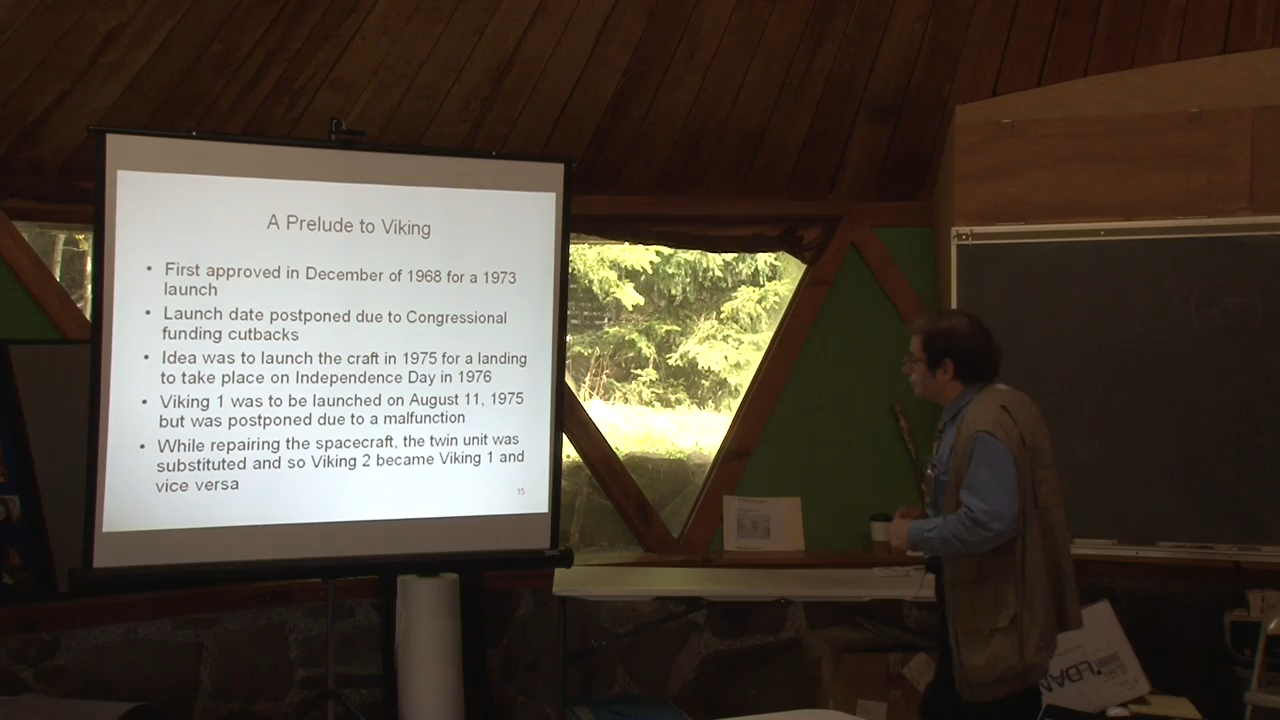 A Prelude to Viking
• First approved in December of 1968 for a 1973
launch
• Launch date postponed due to Congressional
funding cutbacks
• Idea was to launch the craft in 1975 for a landing
to take place on Independence Day in 1976
• Viking 1 was to be launched on August 11, 1975
but was postponed due to a malfunction
• While repairing the spacecraft, the twin unit was
substituted and so Viking 2 became Viking 1 and
vice versa
15